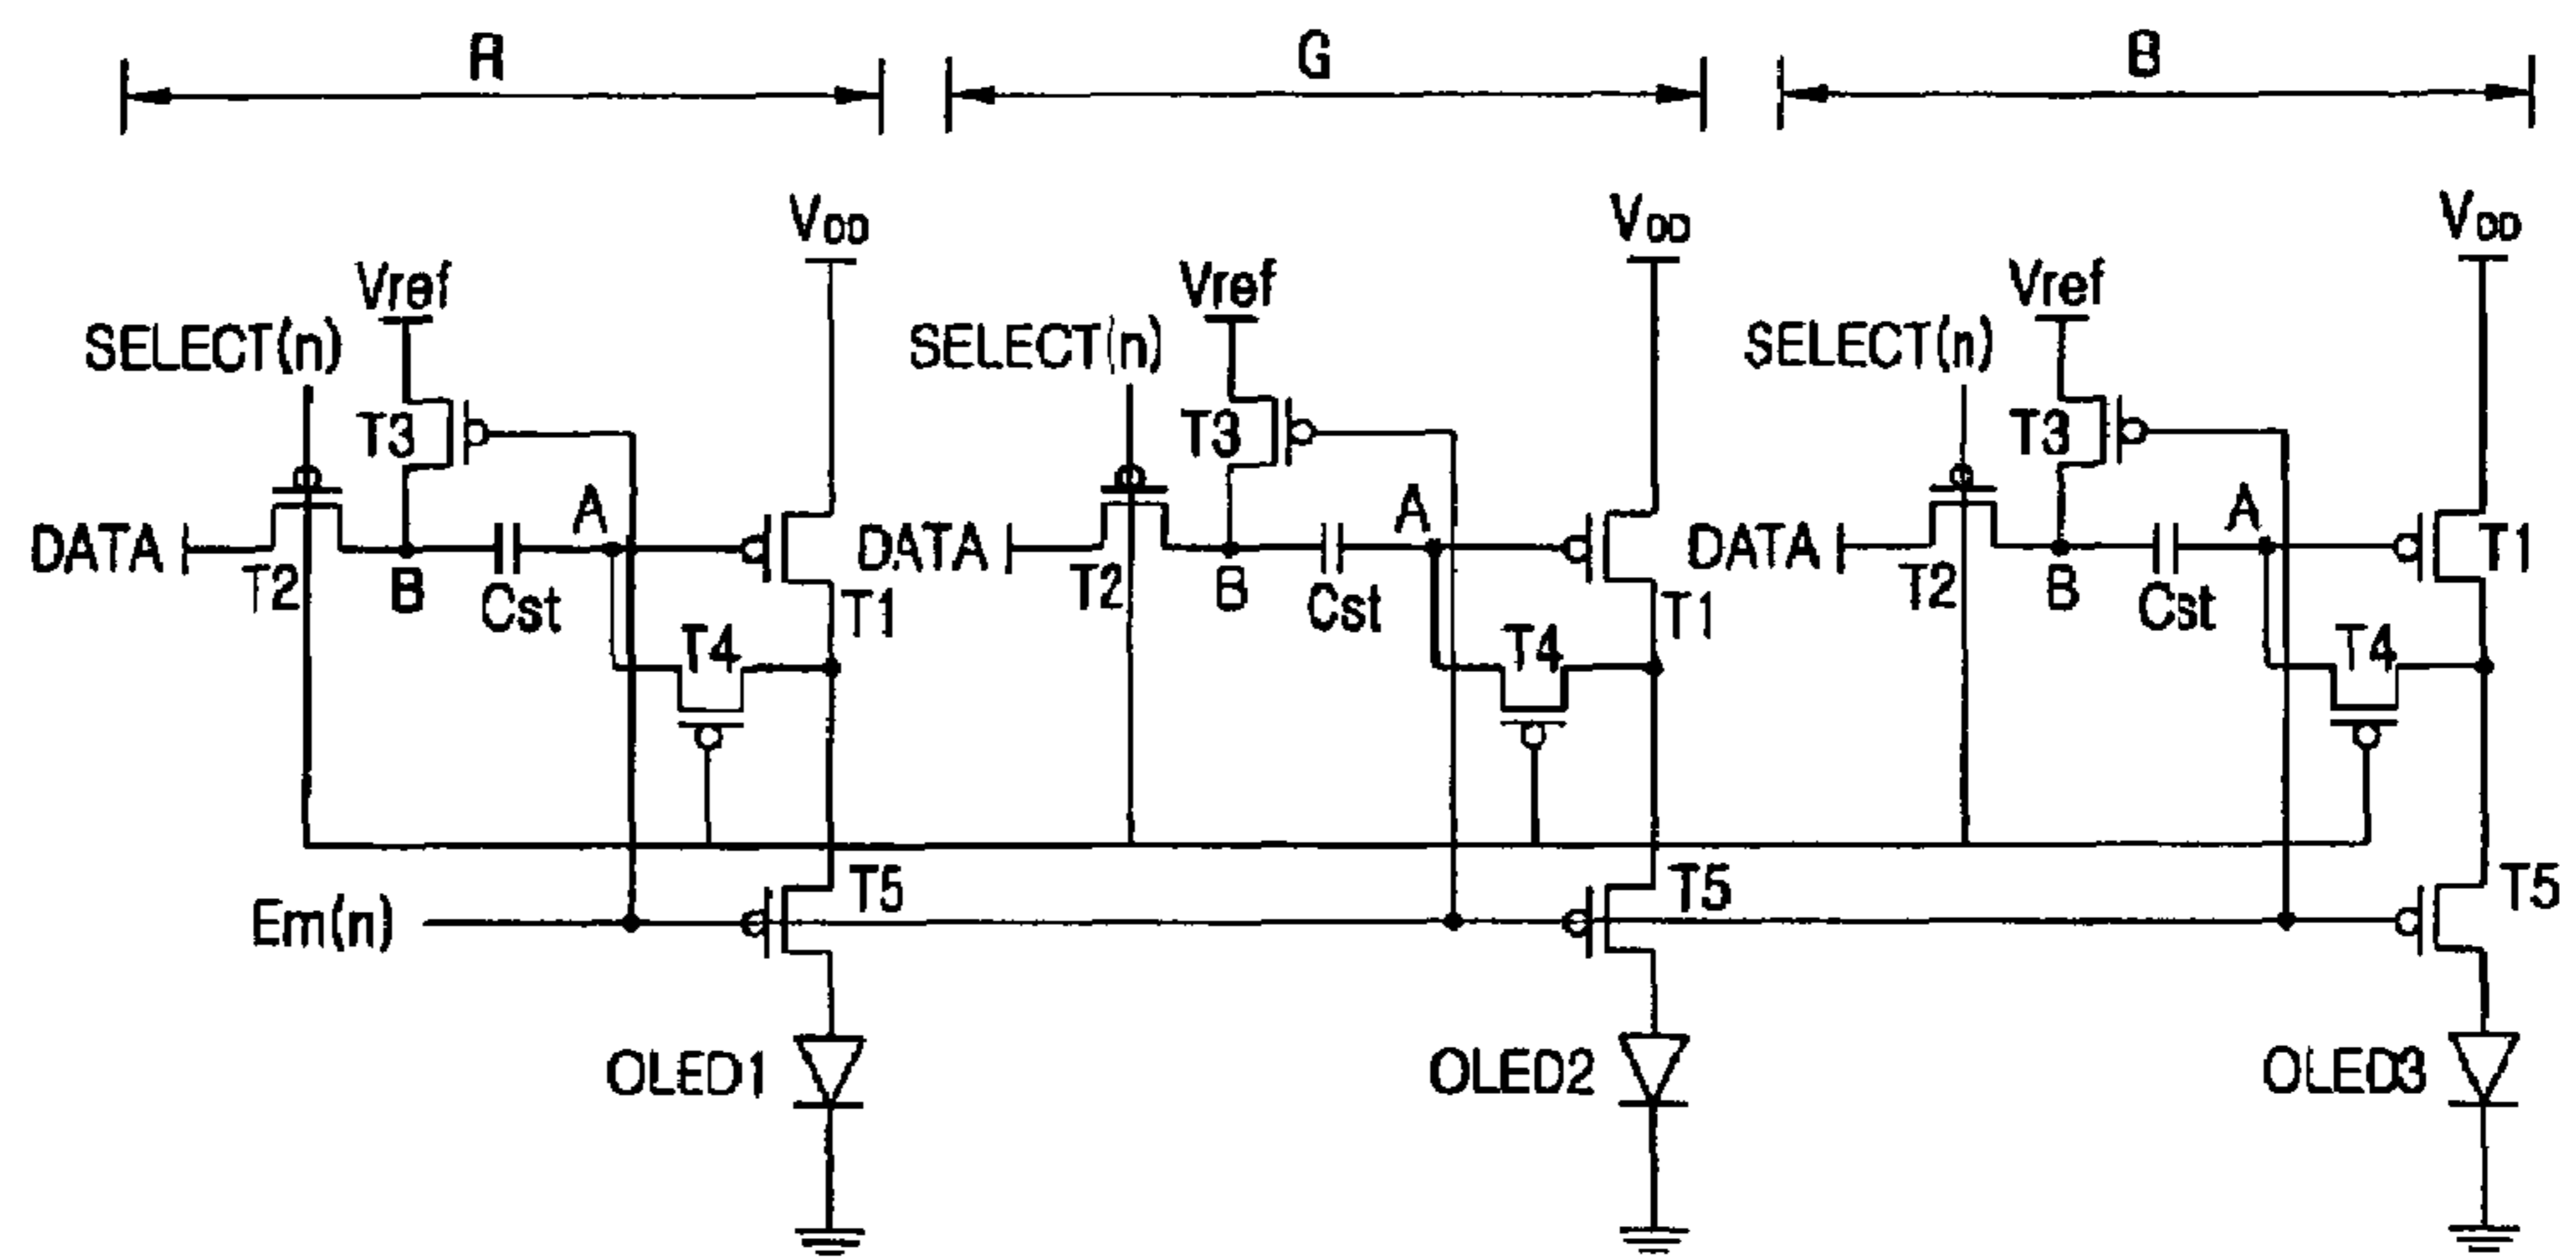 R G B
VDD VDD VDD
Vref Vref Vref
SELECT(n) SELECT(n) SELECT(n)
T3 T3 T3
A A A
DATA DATA DATA T1
T2 B Cst T1 T2 B Cst T1 T2 B Cst
T4 T4 T4
T5 T5 T5
Em(n)
OLED1 OLED2 OLED3